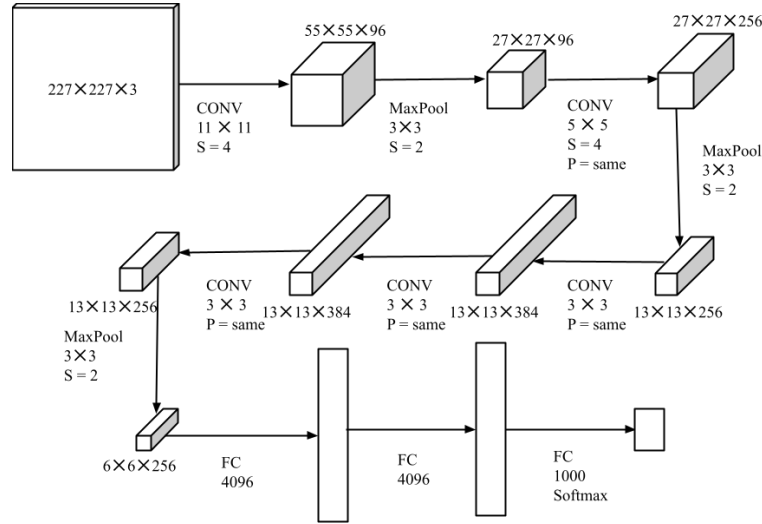 227×227×3
55×55×96
27×27×96
27×27×256
CONV
11 × 11
S = 4
MaxPool
3×3
S = 2
CONV
5 × 5
S = 4
P = same
MaxPool
3×3
S = 2
13×13×256
CONV
3 × 3
P = same
13×13×384
CONV
3 × 3
P = same
13×13×384
CONV
3 × 3
P = same
13×13×256
MaxPool
3×3
S = 2
6×6×256
FC
4096
FC
4096
FC
1000
Softmax